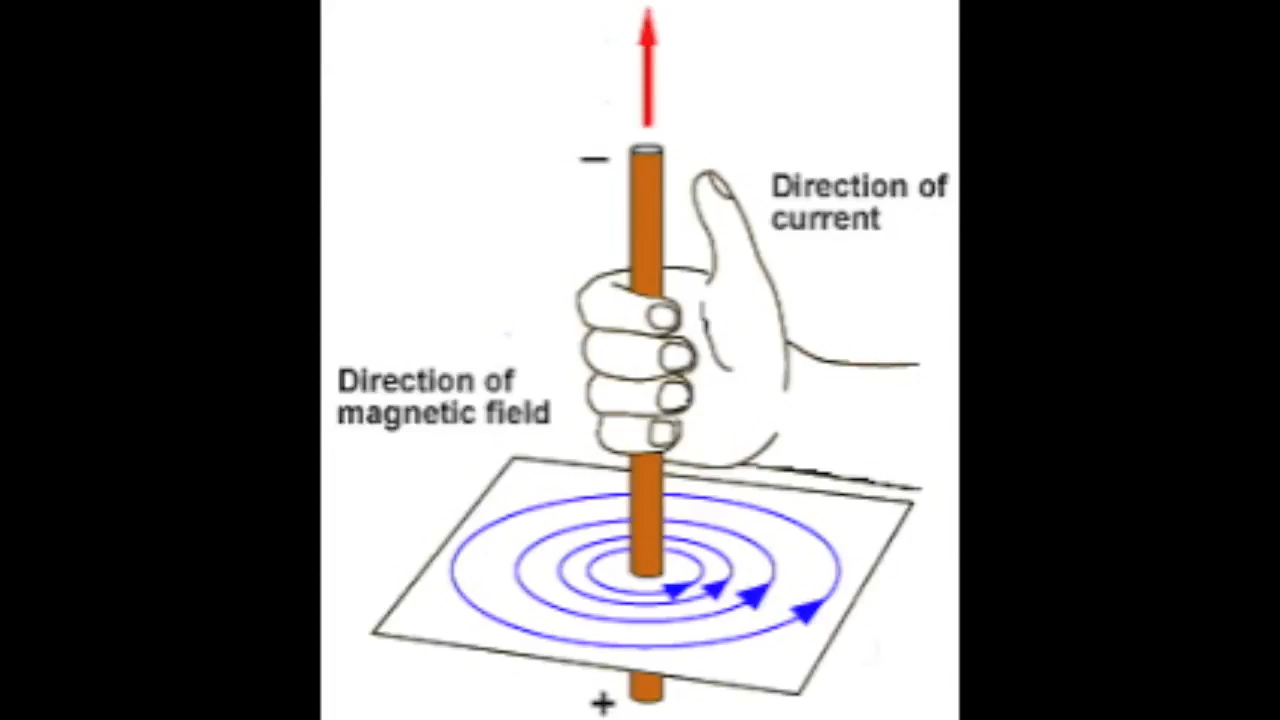 −
Direction of
current
Direction of
magnetic field
+